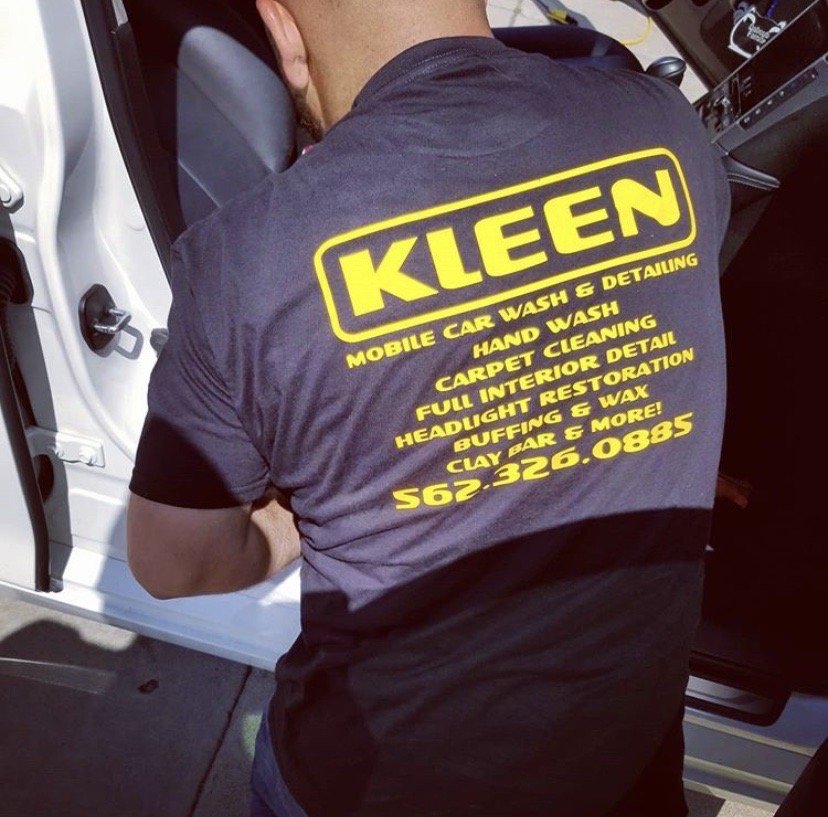 KLEEN
MOBILE CAR WASH & DETAILING
HAND WASH
CARPET CLEANING
FULL INTERIOR DETAIL
HEADLIGHT RESTORATION
BUFFING & WAX
CLAY BAR & MORE!
562.326.0885